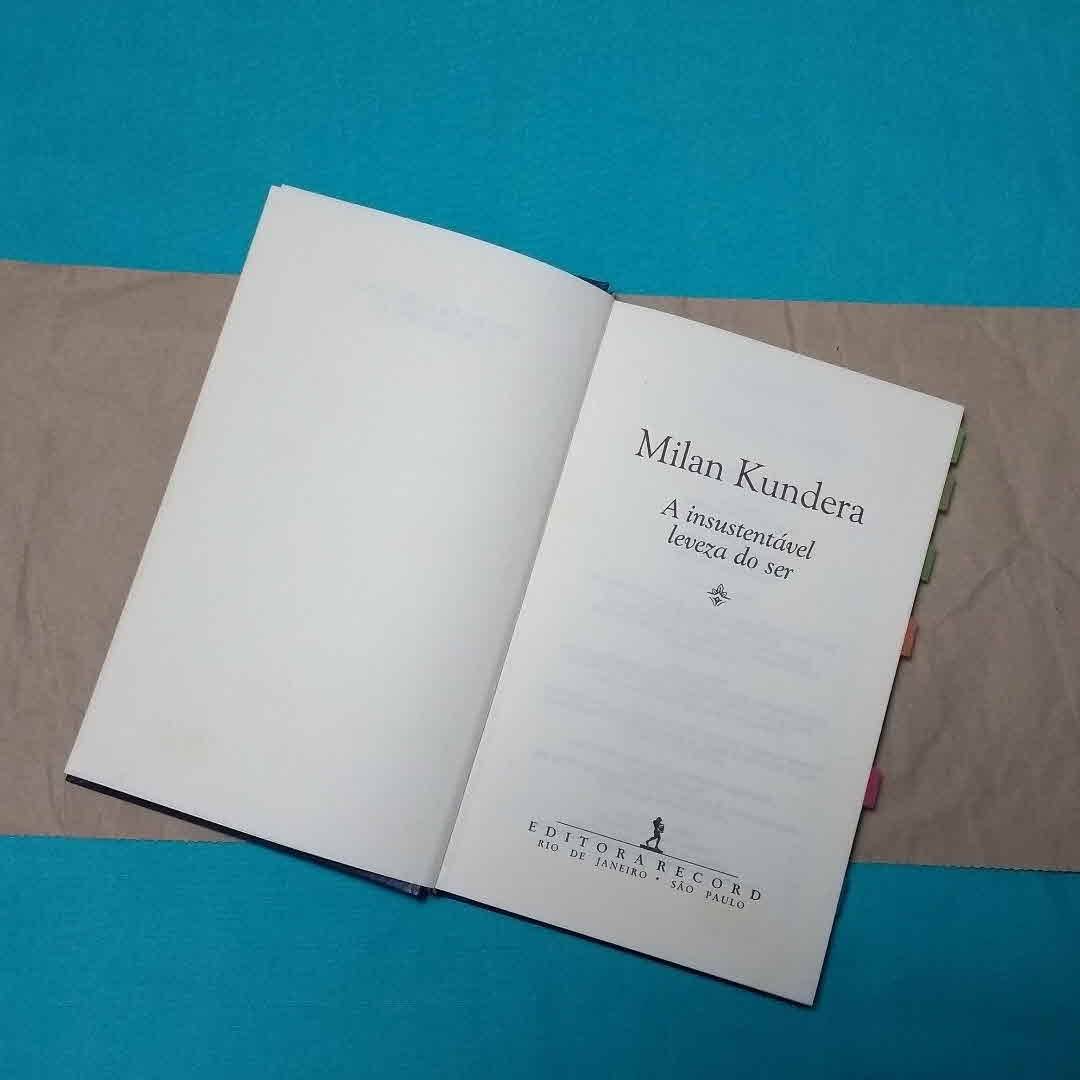 Milan Kundera
A insustentável
leveza do ser
EDITORA RECORD
RIO DE JANEIRO • SÃO PAULO